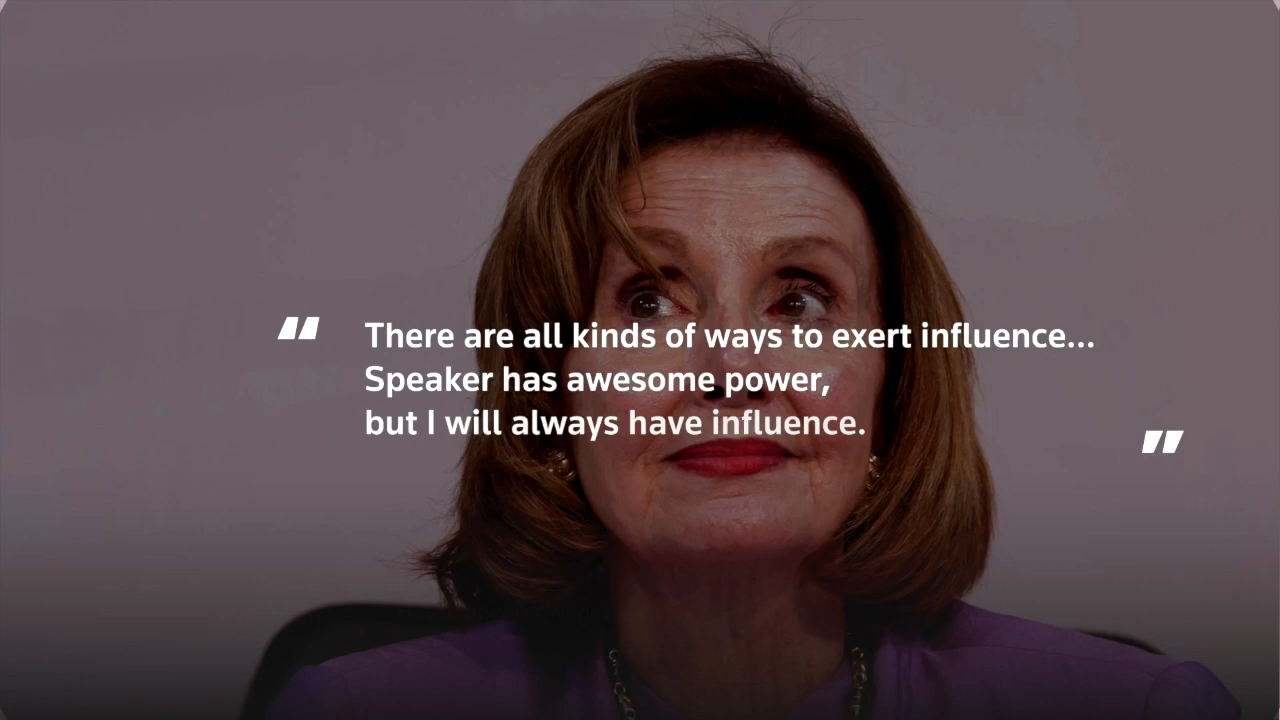 “ There are all kinds of ways to exert influence...
Speaker has awesome power,
but I will always have influence. ”